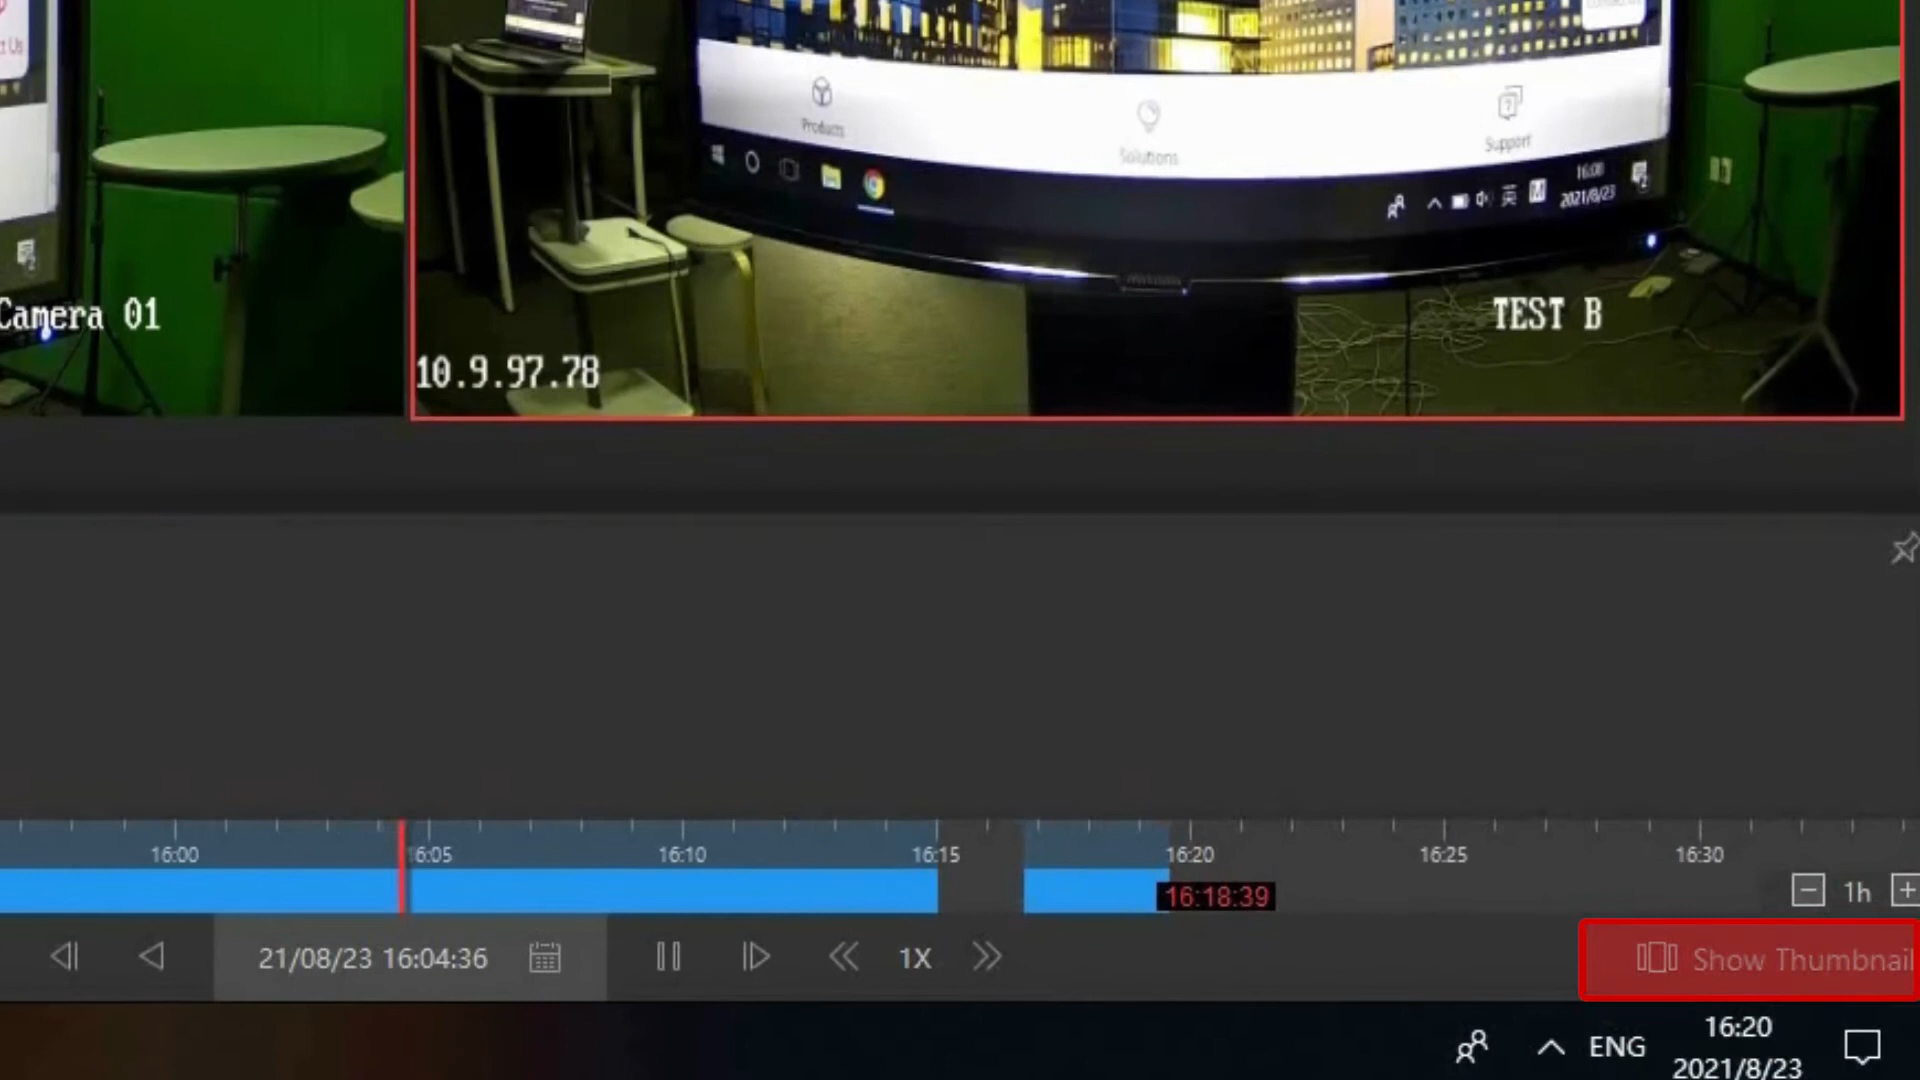 t Us
Products
Solutions
Support
16:08
2021/8/23
英
M
Camera 01
10.9.97.78
TEST B
16:00
16:05
16:10
16:15
16:20
16:25
16:30
16:18:39
1h
21/08/23 16:04:36
1X
Show Thumbnail
ENG
16:20
2021/8/23